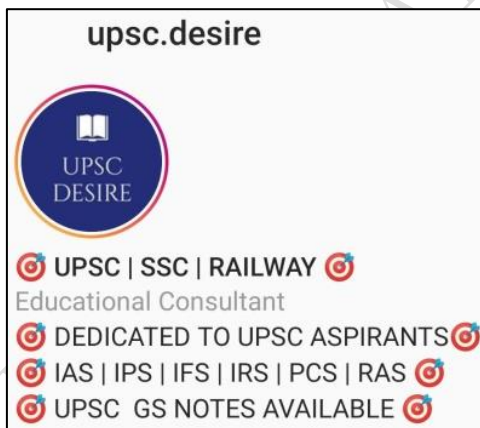 upsc.desire
UPSC
DESIRE
🎯 UPSC | SSC | RAILWAY 🎯
Educational Consultant
🎯 DEDICATED TO UPSC ASPIRANTS🎯
🎯 IAS | IPS | IFS | IRS | PCS | RAS 🎯
🎯 UPSC GS NOTES AVAILABLE 🎯